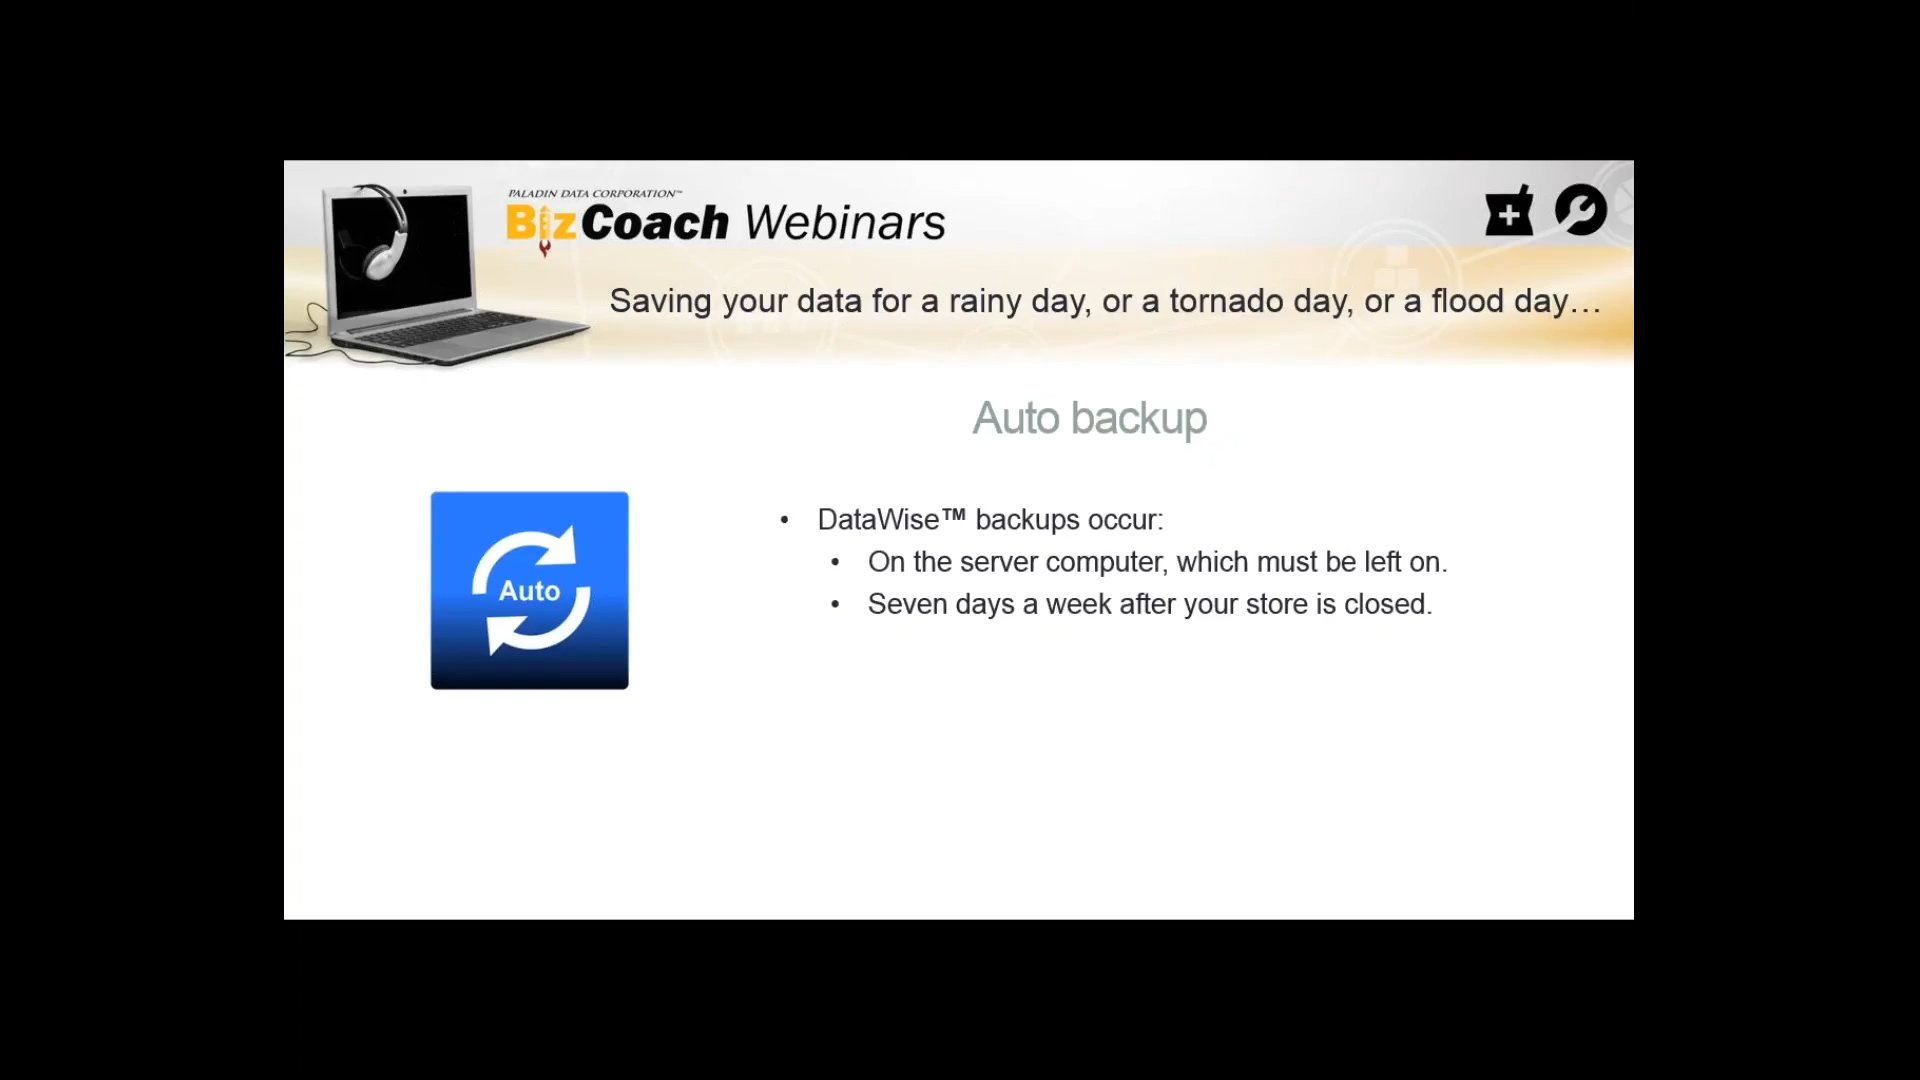 PALADIN DATA CORPORATION™
BizCoach Webinars
Saving your data for a rainy day, or a tornado day, or a flood day…
Auto backup
Auto
• DataWise™ backups occur:
• On the server computer, which must be left on.
• Seven days a week after your store is closed.